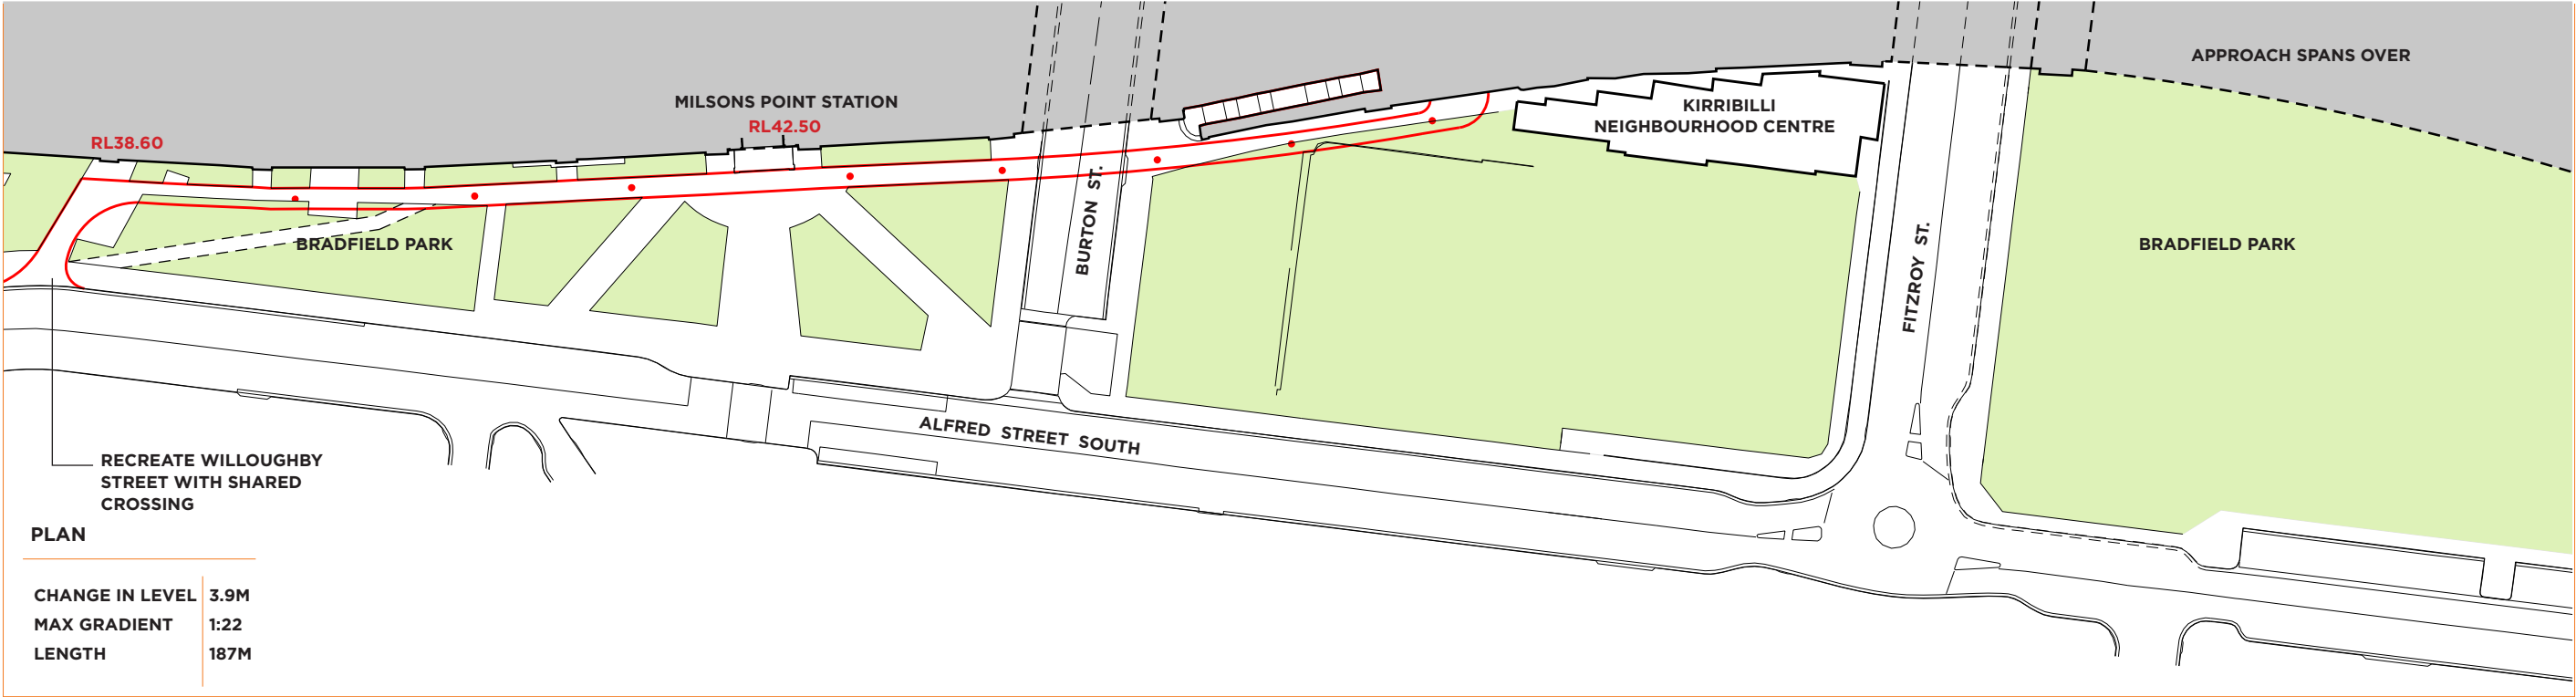 APPROACH SPANS OVER
MILSONS POINT STATION
RL42.50
RL38.60
KIRRIBILLI
NEIGHBOURHOOD CENTRE
BRADFIELD PARK
BURTON ST.
FITZROY ST.
BRADFIELD PARK
ALFRED STREET SOUTH
RECREATE WILLOUGHBY
STREET WITH SHARED
CROSSING
PLAN
CHANGE IN LEVEL 3.9M
MAX GRADIENT 1:22
LENGTH 187M